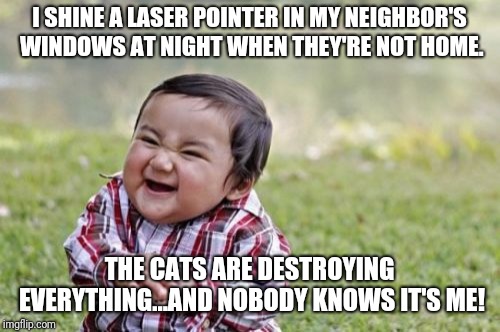 I SHINE A LASER POINTER IN MY NEIGHBOR'S
WINDOWS AT NIGHT WHEN THEY'RE NOT HOME.
THE CATS ARE DESTROYING
EVERYTHING...AND NOBODY KNOWS IT'S ME!
imgflip.com